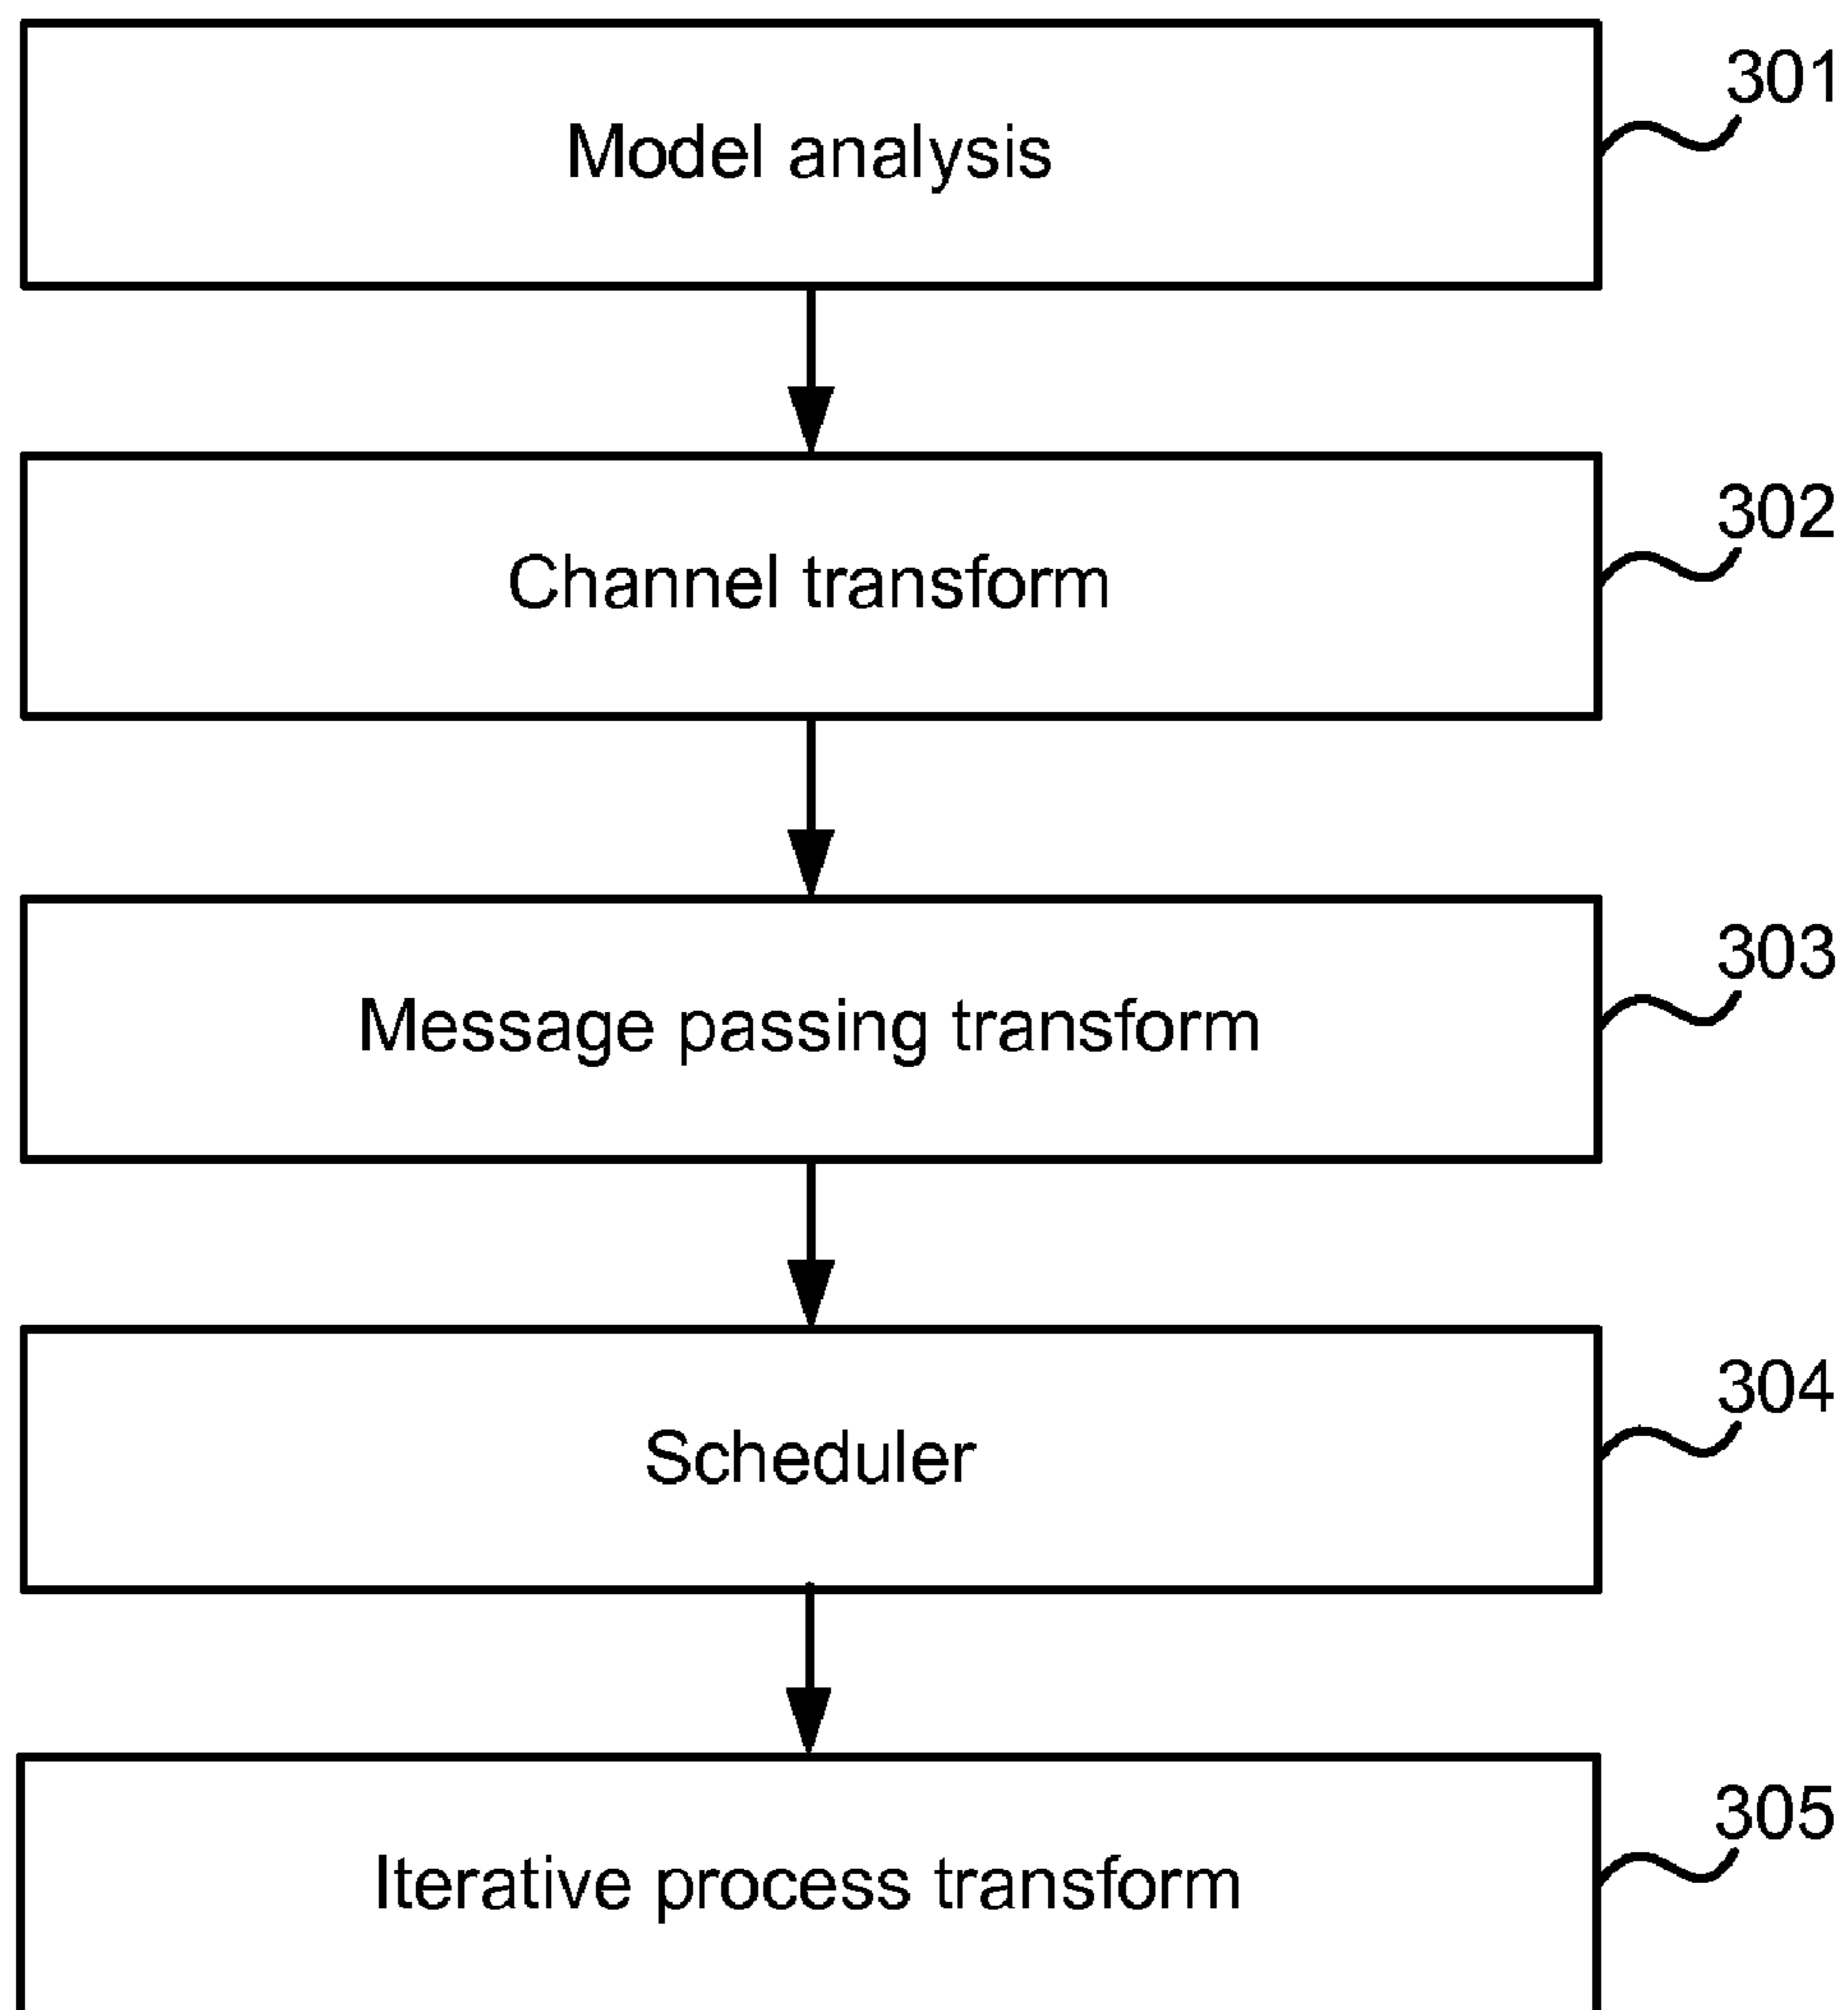 Model analysis
301
Channel transform
302
Message passing transform
303
Scheduler
304
Iterative process transform
305